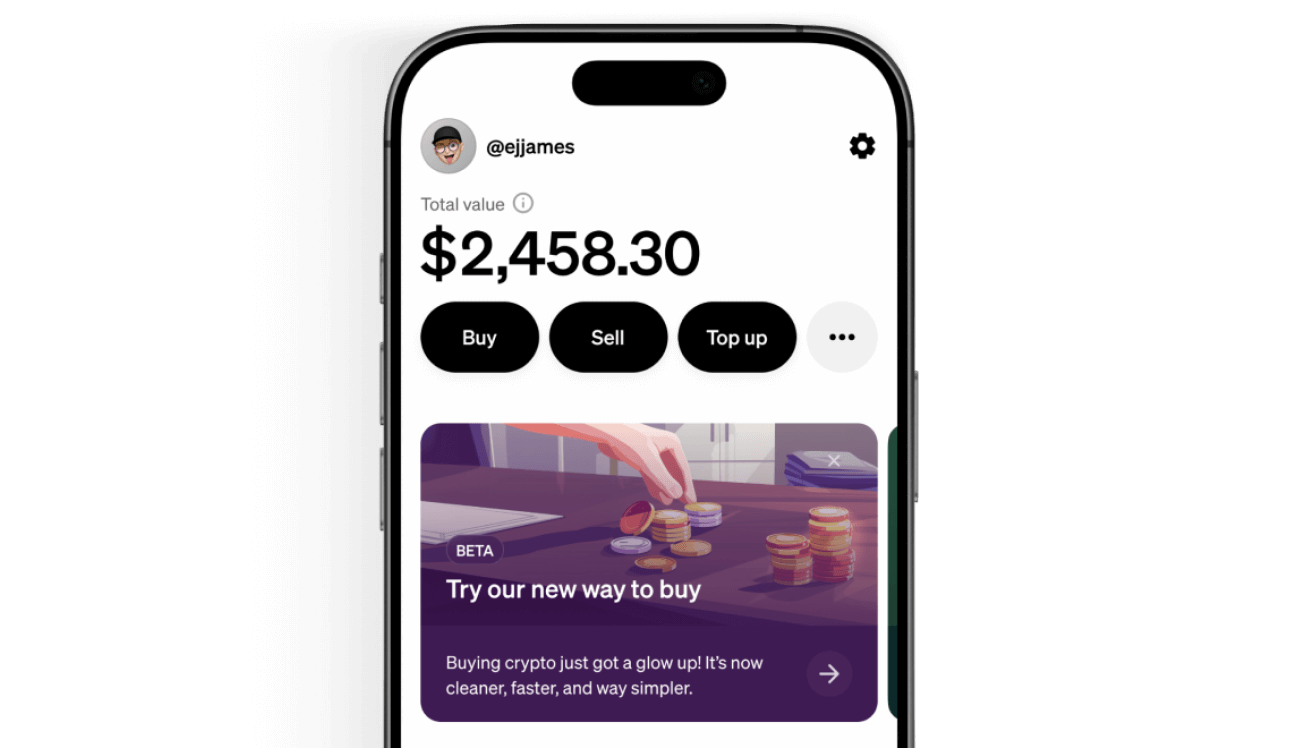 @ejjames
Total value
$2,458.30
Buy
Sell
Top up
BETA
Try our new way to buy
Buying crypto just got a glow up! It’s now
cleaner, faster, and way simpler.